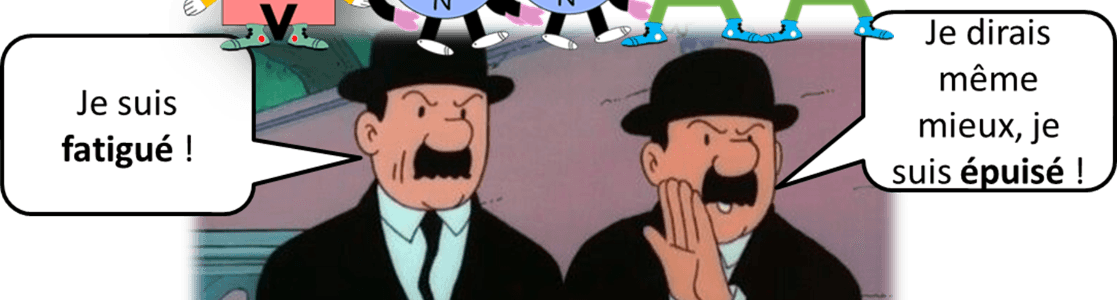 V
N
N
Je suis
fatigué !
Je dirais
même
mieux, je
suis épuisé !